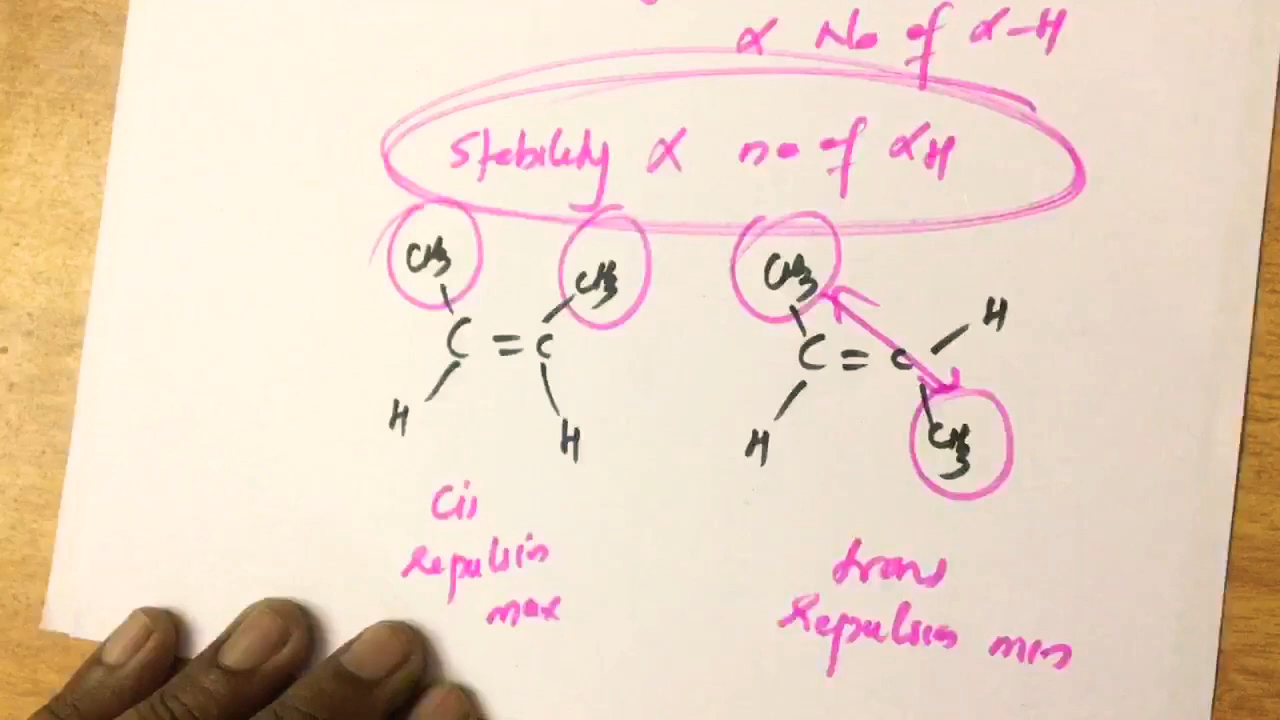 α No of α-H
Stability α no of αH
CH3 CH3 CH3 H
C = C C = C
H H H CH3
Cis trans
repulsion Repulsion min
max